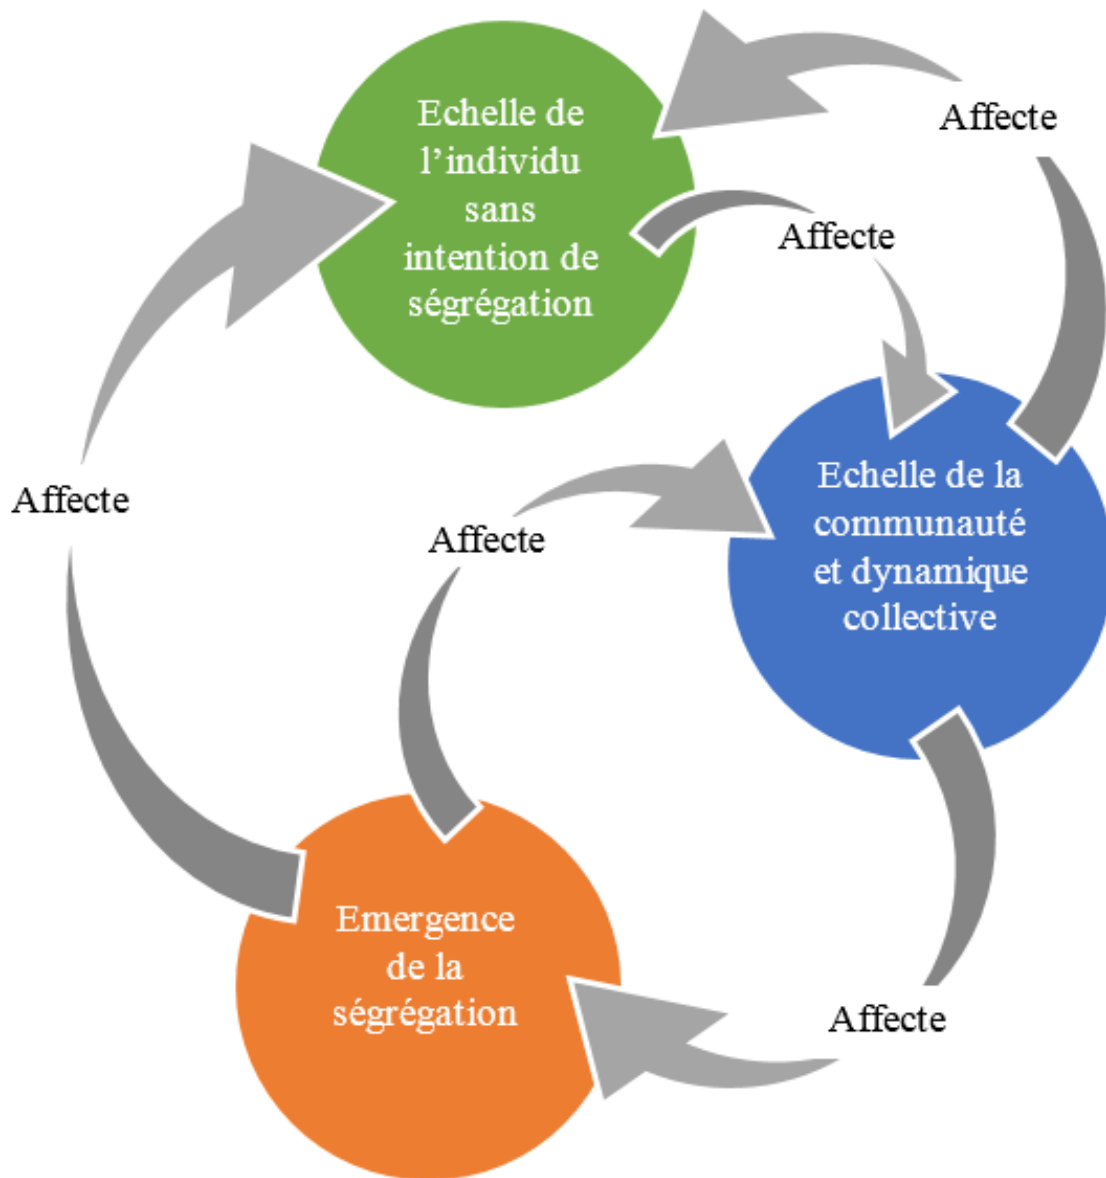 Echelle de
l’individu
sans
intention de
ségrégation
Affecte
Affecte
Echelle de la
communauté
et dynamique
collective
Affecte
Affecte
Emergence
de la
ségrégation
Affecte